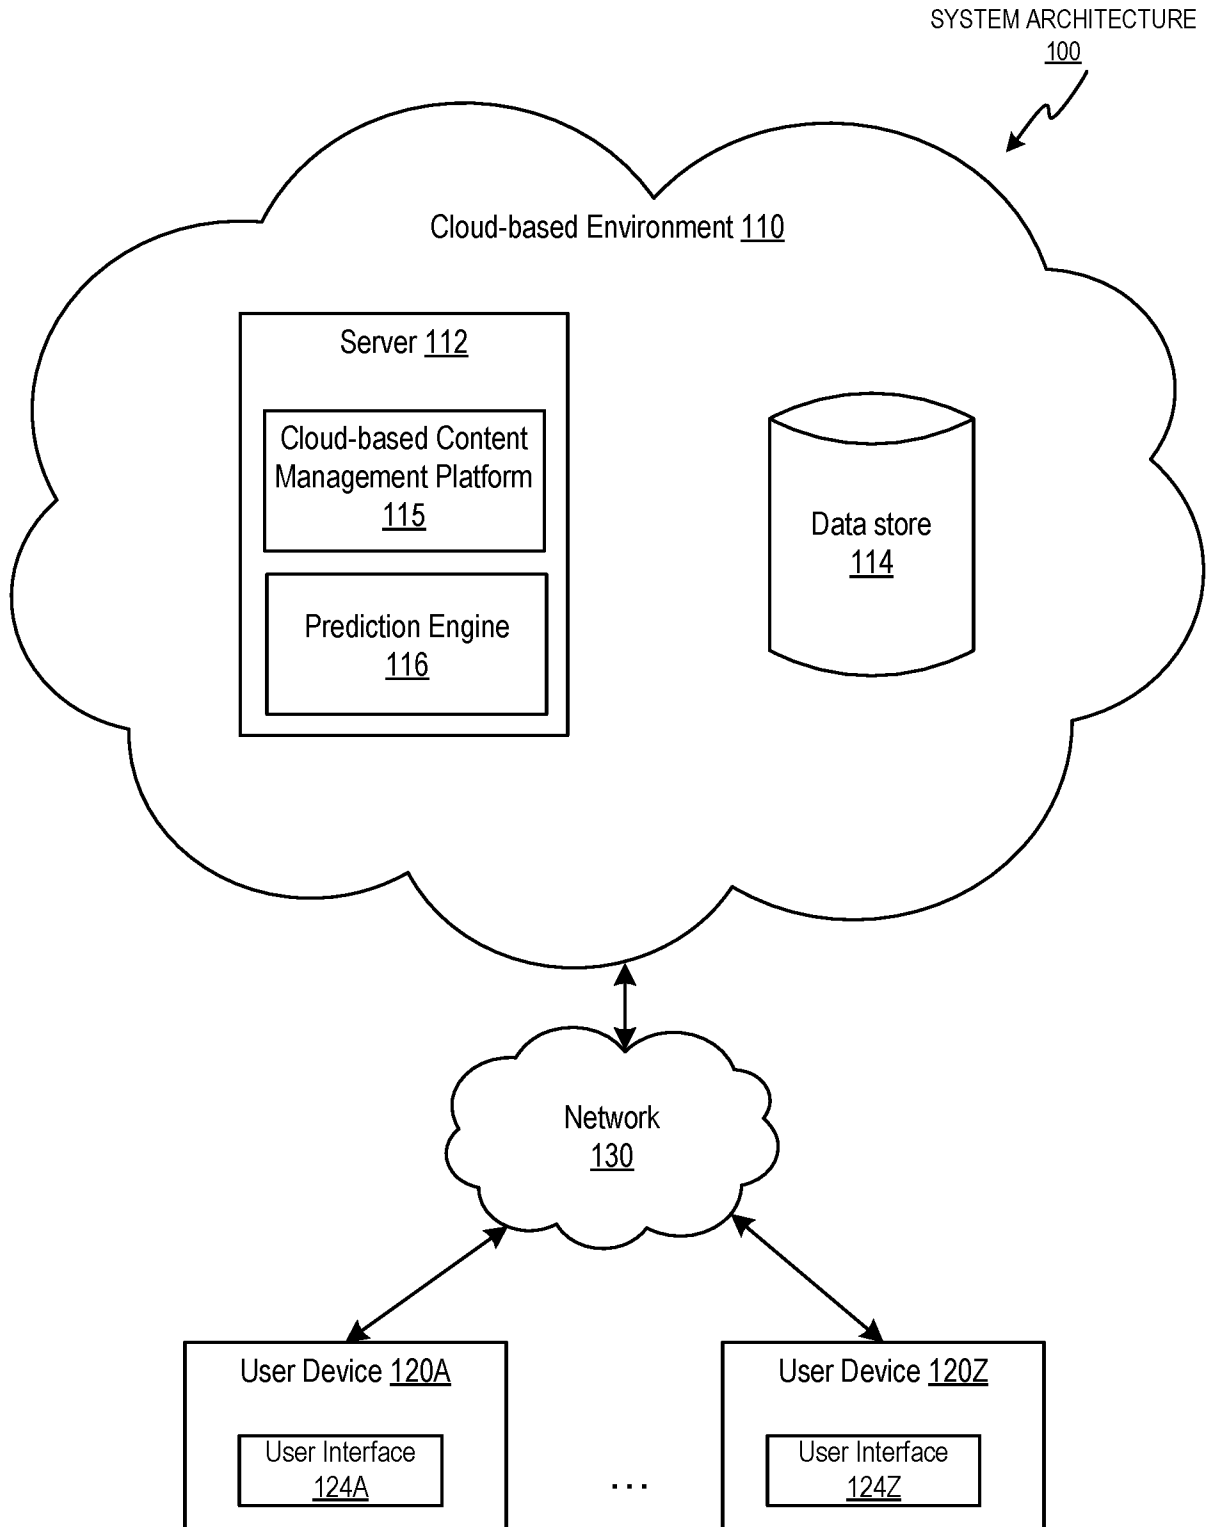 SYSTEM ARCHITECTURE
100
Cloud-based Environment 110
Server 112
Cloud-based Content
Management Platform
115
Prediction Engine
116
Data store
114
Network
130
User Device 120A
User Interface
124A
...
User Device 120Z
User Interface
124Z